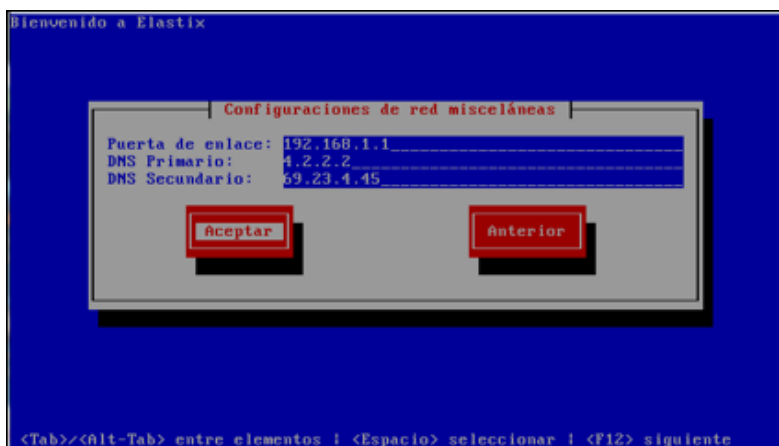 Bienvenido a Elastix
Configuraciones de red misceláneas
Puerta de enlace: 192.168.1.1
DNS Primario: 4.2.2.2
DNS Secundario: 69.23.4.45
Aceptar Anterior
<Tab>/<Alt-Tab> entre elementos | <Espacio> seleccionar | <F12> siguiente